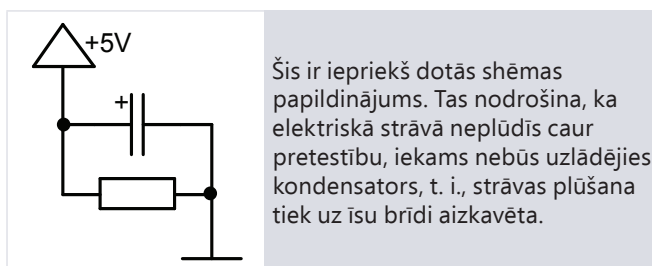 +5V
+
Šis ir iepriekš dotās shēmas
papildinājums. Tas nodrošina, ka
elektriskā strāvā neplūdīs caur
pretestību, iekams nebūs uzlādējies
kondensators, t. i., strāvas plūšana
tiek uz īsu brīdi aizkavēta.